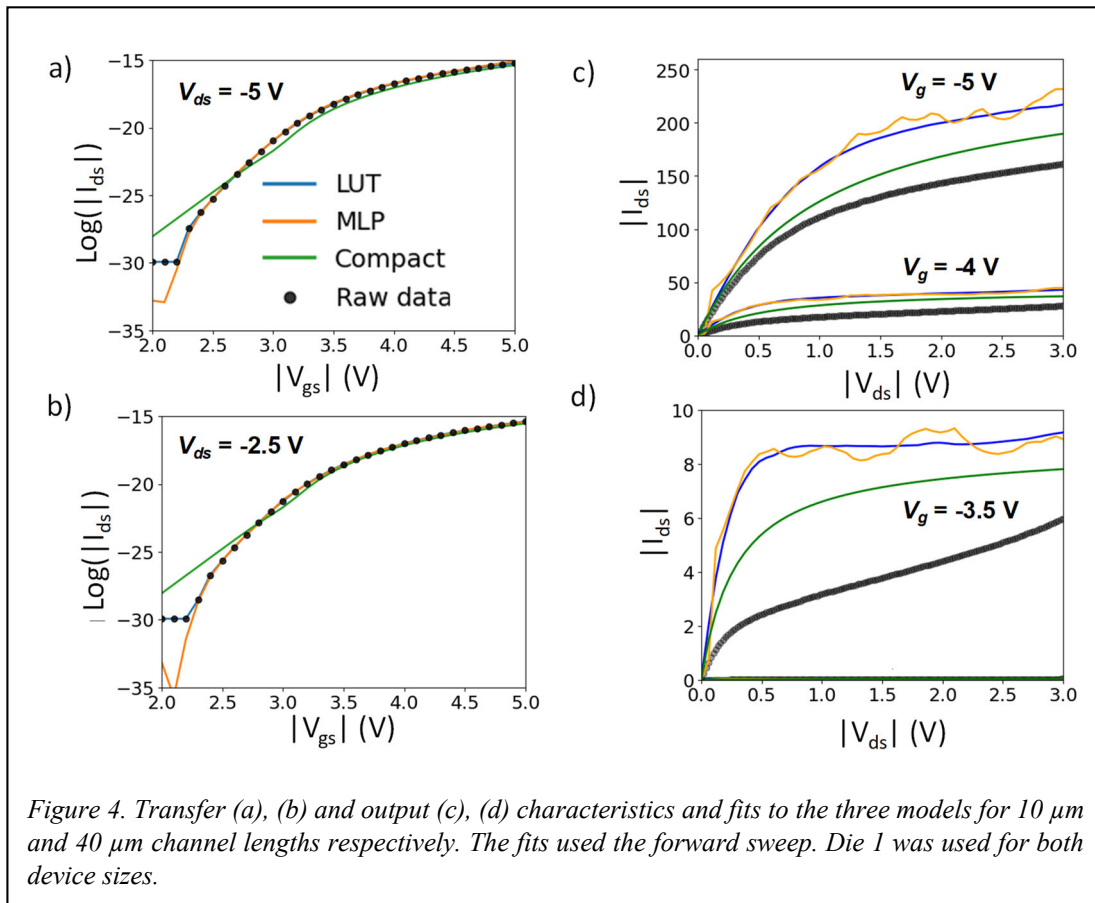 a)
V_ds = -5 V
−15
−20
−25
−30
−35
Log(|I_ds|)
LUT
MLP
Compact
Raw data
2.0 2.5 3.0 3.5 4.0 4.5 5.0
|V_gs| (V)
b)
V_ds = -2.5 V
−15
−20
−25
−30
−35
Log(|I_ds|)
2.0 2.5 3.0 3.5 4.0 4.5 5.0
|V_gs| (V)
c)
V_g = -5 V
V_g = -4 V
250
200
150
100
50
0
|I_ds|
0.0 0.5 1.0 1.5 2.0 2.5 3.0
|V_ds| (V)
d)
V_g = -3.5 V
10
8
6
4
2
0
|I_ds|
0.0 0.5 1.0 1.5 2.0 2.5 3.0
|V_ds| (V)
Figure 4. Transfer (a), (b) and output (c), (d) characteristics and fits to the three models for 10 µm
and 40 µm channel lengths respectively. The fits used the forward sweep. Die 1 was used for both
device sizes.